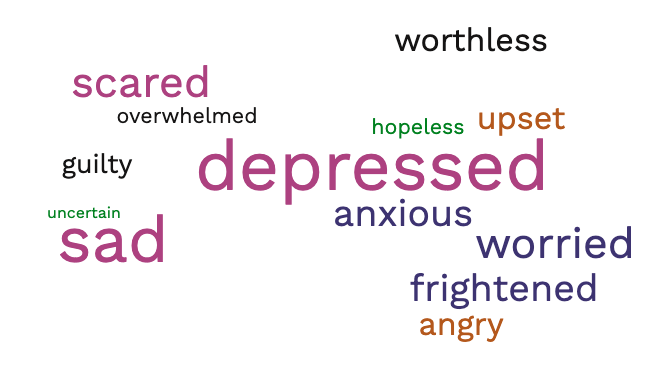 worthless
scared
overwhelmed
upset
hopeless
guilty
depressed
uncertain
anxious
sad
worried
frightened
angry